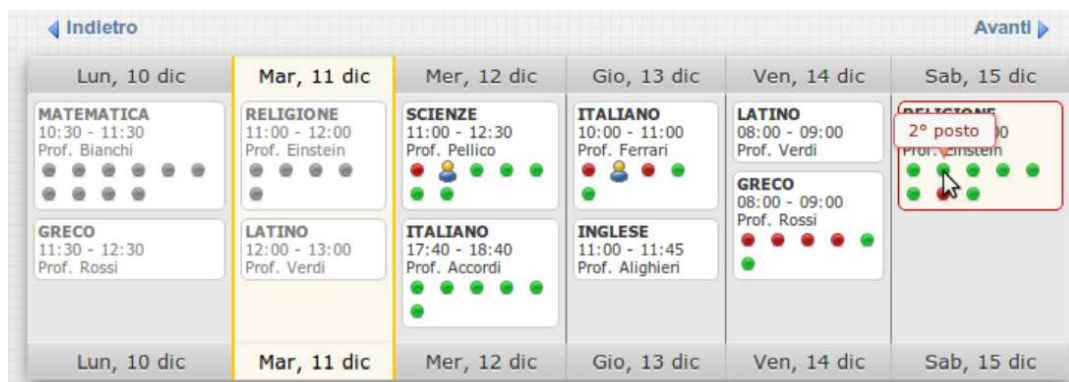 Indietro
Avanti
Lun, 10 dic
Mar, 11 dic
Mer, 12 dic
Gio, 13 dic
Ven, 14 dic
Sab, 15 dic
MATEMATICA
10:30 - 11:30
Prof. Bianchi
GRECO
11:30 - 12:30
Prof. Rossi
RELIGIONE
11:00 - 12:00
Prof. Einstein
LATINO
12:00 - 13:00
Prof. Verdi
SCIENZE
11:00 - 12:30
Prof. Pellico
ITALIANO
17:40 - 18:40
Prof. Accordi
ITALIANO
10:00 - 11:00
Prof. Ferrari
INGLESE
11:00 - 11:45
Prof. Alighieri
LATINO
08:00 - 09:00
Prof. Verdi
GRECO
08:00 - 09:00
Prof. Rossi
RELIGIONE
2° posto
Prof. Einstein
Lun, 10 dic
Mar, 11 dic
Mer, 12 dic
Gio, 13 dic
Ven, 14 dic
Sab, 15 dic